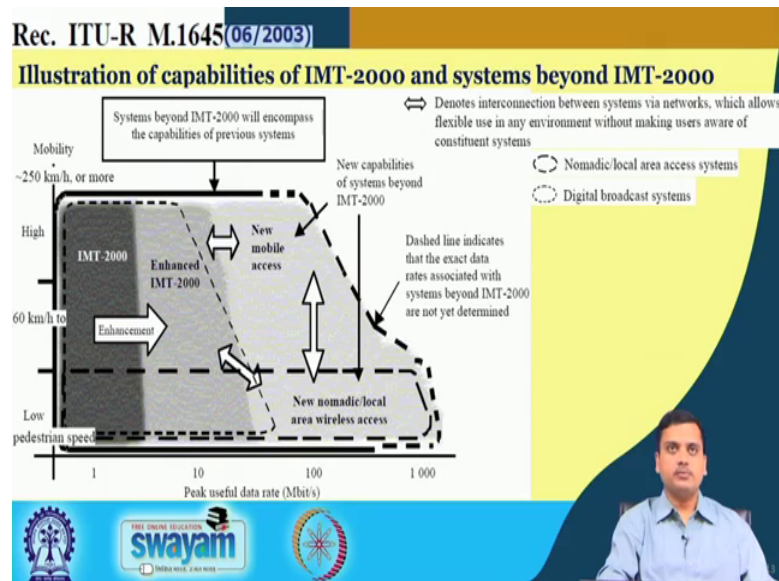 Rec. ITU-R M.1645(06/2003)
Illustration of capabilities of IMT-2000 and systems beyond IMT-2000
Systems beyond IMT-2000 will encompass
the capabilities of previous systems
Denotes interconnection between systems via networks, which allows
flexible use in any environment without making users aware of
constituent systems
Nomadic/local area access systems
Digital broadcast systems
Mobility
~250 km/h, or more
High
60 km/h to
Low
pedestrian speed
New capabilities
of systems beyond
IMT-2000
Dashed line indicates
that the exact data
rates associated with
systems beyond IMT-2000
are not yet determined
IMT-2000
Enhanced
IMT-2000
New
mobile
access
Enhancement
New nomadic/local
area wireless access
1
10
100
1 000
Peak useful data rate (Mbit/s)
FREE ONLINE EDUCATION
swayam